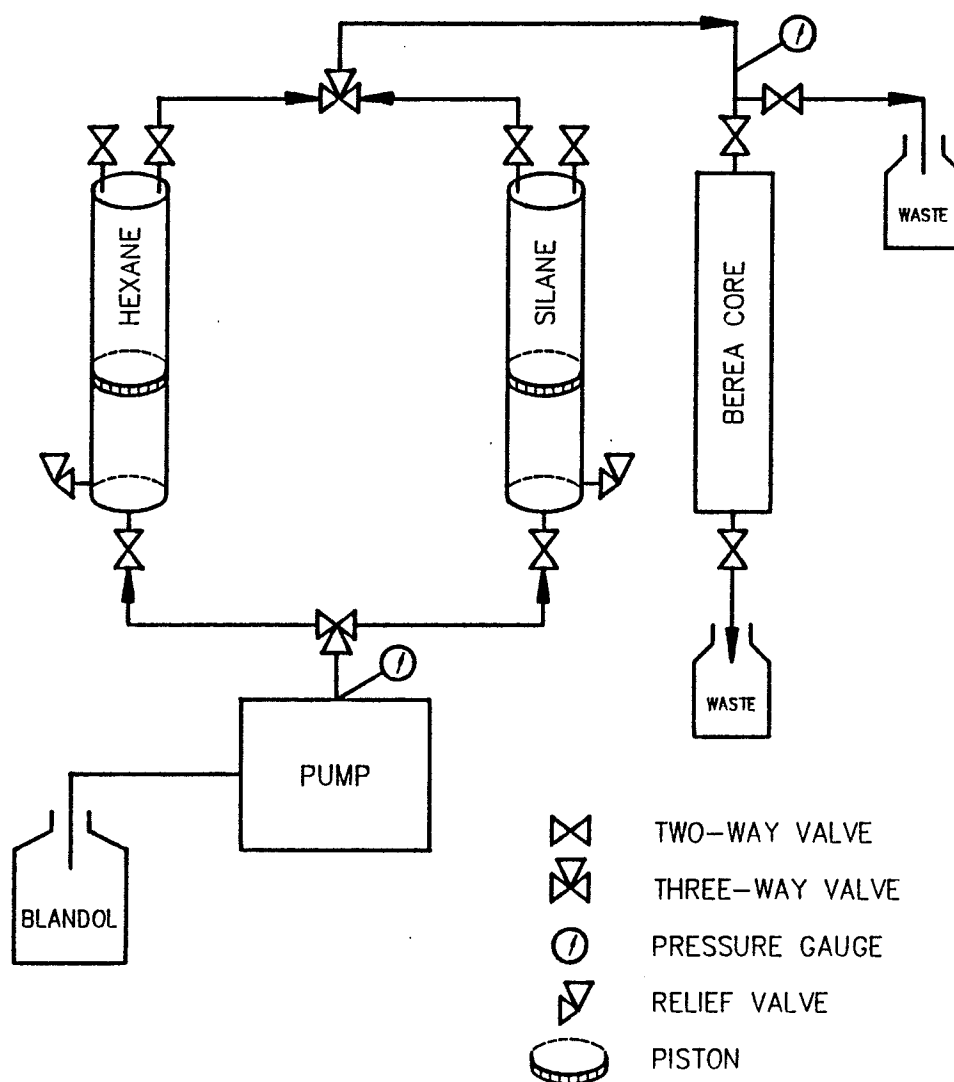 HEXANE
SILANE
BEREA CORE
WASTE
WASTE
PUMP
BLANDOL
TWO-WAY VALVE
THREE-WAY VALVE
PRESSURE GAUGE
RELIEF VALVE
PISTON